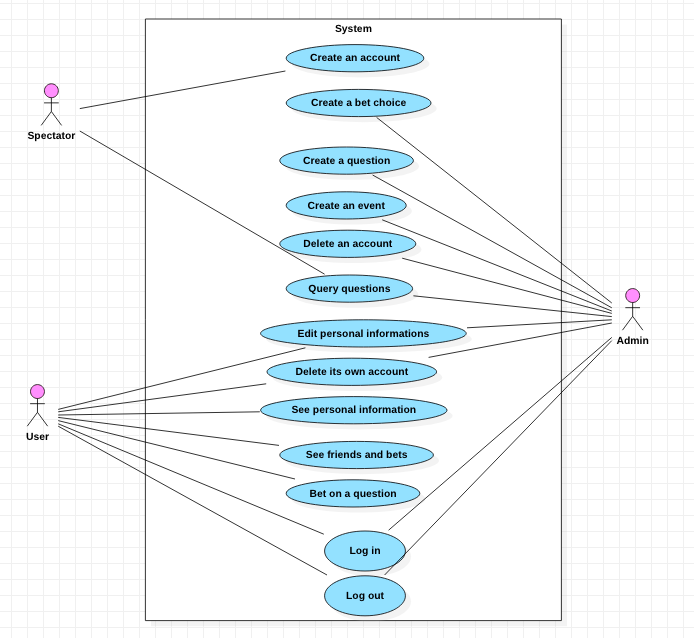 System
Create an account
Create a bet choice
Spectator
Create a question
Create an event
Delete an account
Query questions
Edit personal informations
Admin
Delete its own account
See personal information
User
See friends and bets
Bet on a question
Log in
Log out